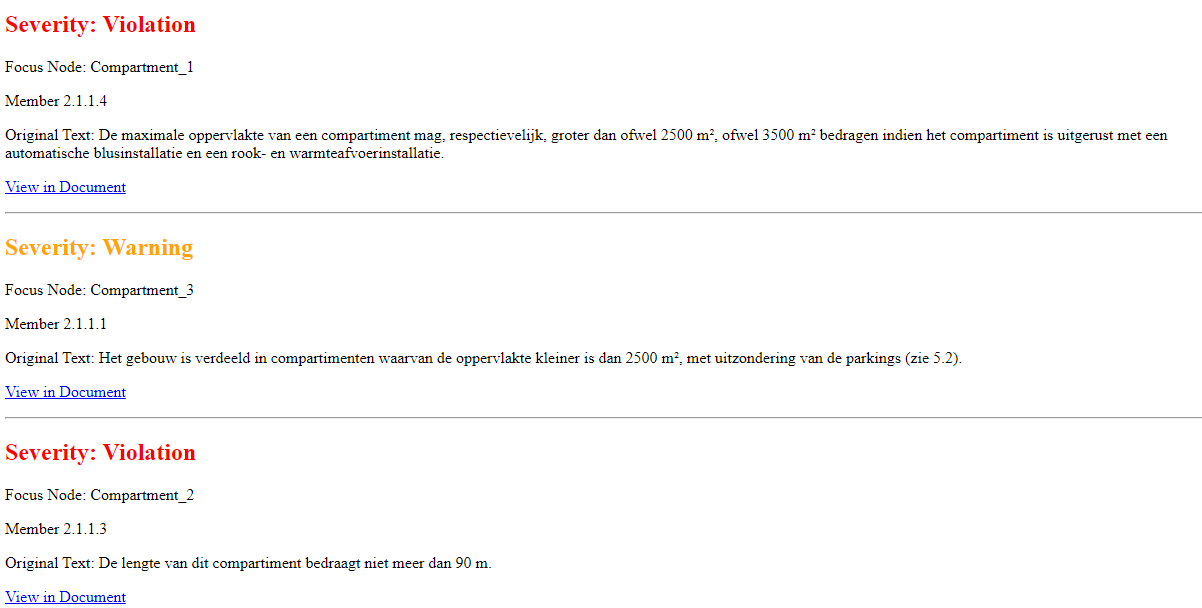 Severity: Violation
Focus Node: Compartment_1
Member 2.1.1.4
Original Text: De maximale oppervlakte van een compartiment mag, respectievelijk, groter dan ofwel 2500 m², ofwel 3500 m² bedragen indien het compartiment is uitgerust met een
automatische blusinstallatie en een rook- en warmteafvoerinstallatie.
View in Document
Severity: Warning
Focus Node: Compartment_3
Member 2.1.1.1
Original Text: Het gebouw is verdeeld in compartimenten waarvan de oppervlakte kleiner is dan 2500 m², met uitzondering van de parkings (zie 5.2).
View in Document
Severity: Violation
Focus Node: Compartment_2
Member 2.1.1.3
Original Text: De lengte van dit compartiment bedraagt niet meer dan 90 m.
View in Document